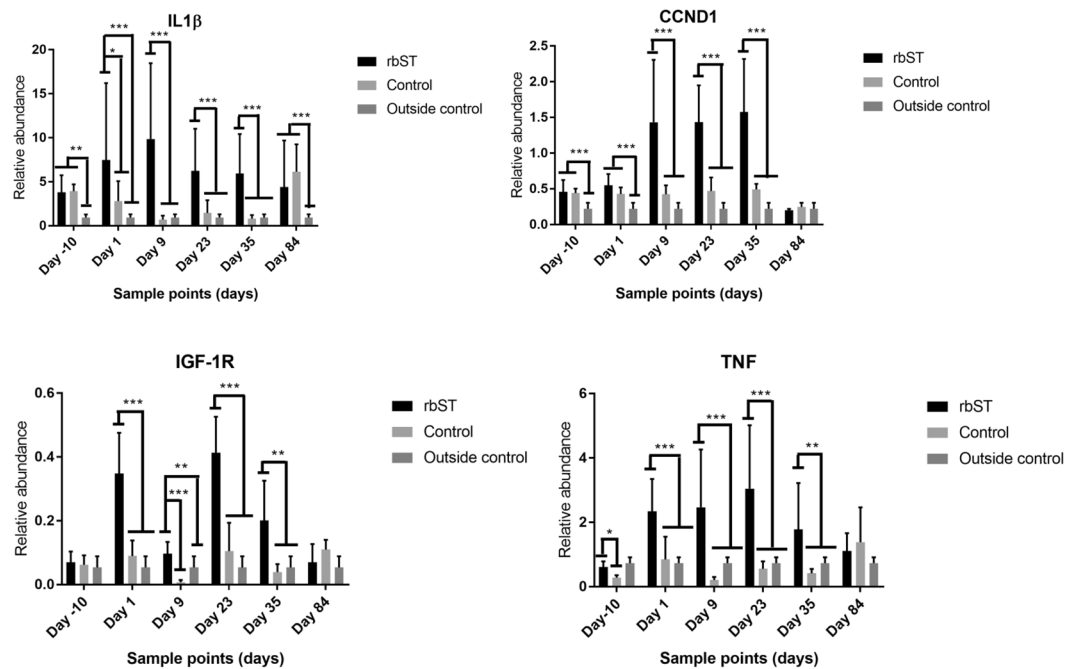 IL1β
***
*
***
**
***
***
***
20
15
10
5
0
Relative abundance
Day -10
Day 1
Day 9
Day 23
Day 35
Day 84
Sample points (days)
rbST
Control
Outside control
CCND1
***
***
***
***
***
2.5
2.0
1.5
1.0
0.5
0.0
Relative abundance
Day -10
Day 1
Day 9
Day 23
Day 35
Day 84
Sample points (days)
rbST
Control
Outside control
IGF-1R
***
***
**
***
**
0.6
0.4
0.2
0.0
Relative abundance
Day -10
Day 1
Day 9
Day 23
Day 35
Day 84
Sample points (days)
rbST
Control
Outside control
TNF
***
***
***
**
*
6
4
2
0
Relative abundance
Day-10
Day 1
Day 9
Day 23
Day 35
Day 84
Sample points (days)
rbST
Control
Outside control